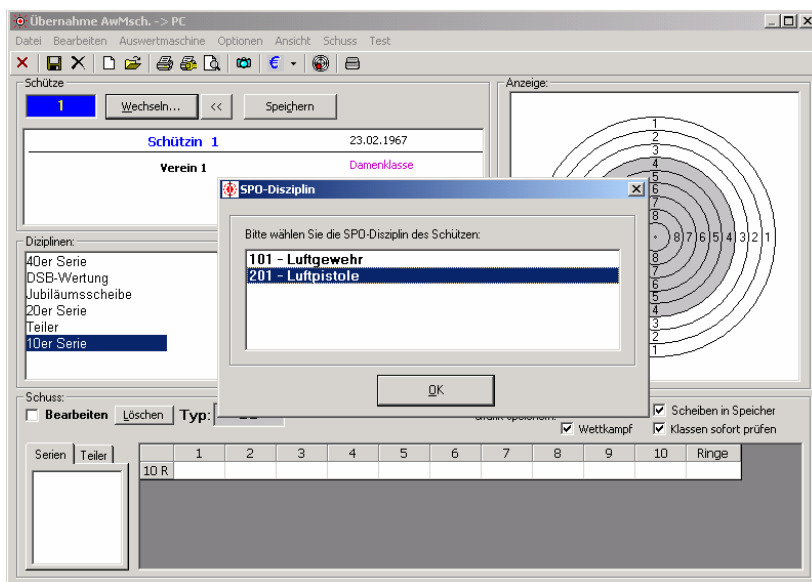 Übernahme AwMsch. -> PC
Datei Bearbeiten Auswertmaschine Optionen Ansicht Schuss Test
Schütze
1 Wechseln... << Speichern
Schützin 1 23.02.1967
Verein 1 Damenklasse
Anzeige:
1
2
3
4
5
6
7
8
8 7 6 5 4 3 2 1
8
7
6
5
4
3
2
1
SPO-Disziplin
Bitte wählen Sie die SPO-Disziplin des Schützen:
101 - Luftgewehr
201 - Luftpistole
OK
Diziplinen:
40er Serie
DSB-Wertung
Jubiläumsscheibe
20er Serie
Teiler
10er Serie
Schuss:
Bearbeiten Löschen Typ:
Scheiben in Speicher
Wettkampf Klassen sofort prüfen
Serien Teiler
1 2 3 4 5 6 7 8 9 10 Ringe
10 R